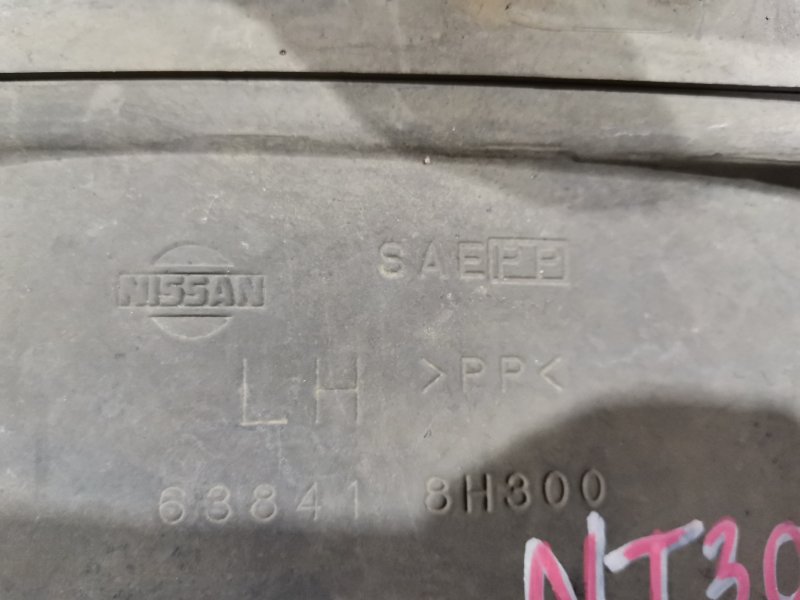 NISSAN SAE PP
LH >PP<
63841 8H300
NT30